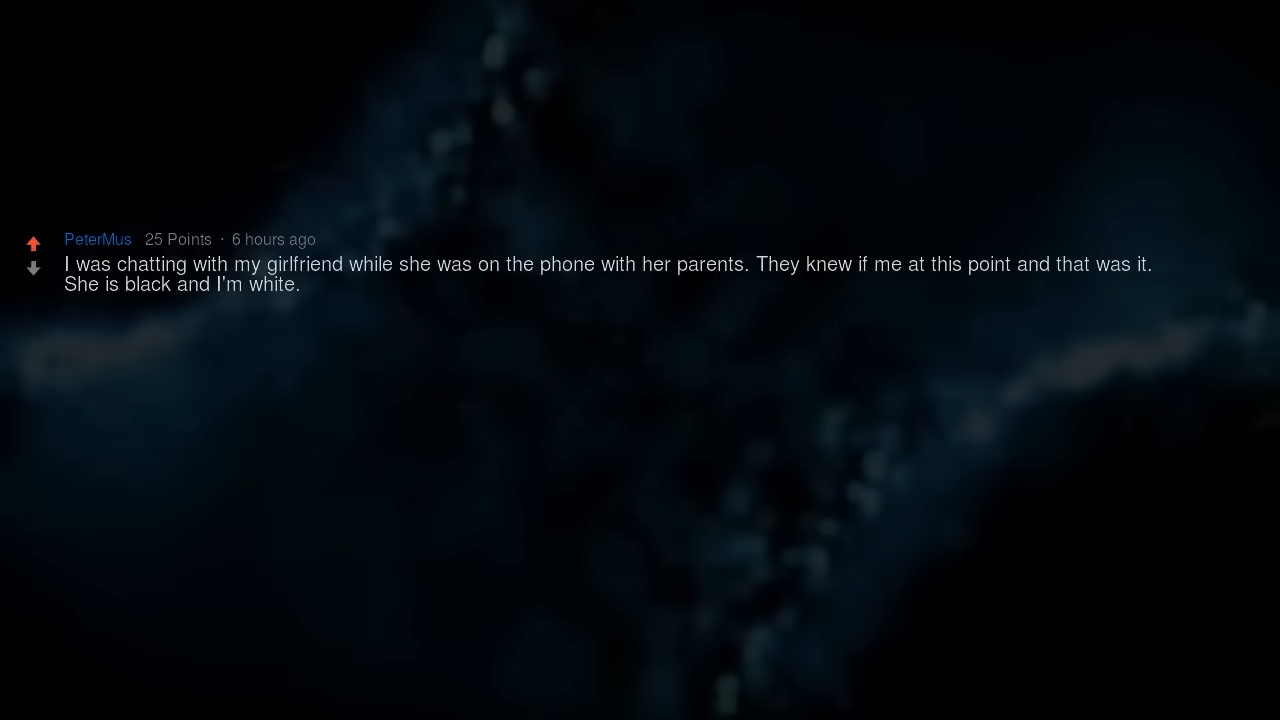 PeterMus 25 Points · 6 hours ago
I was chatting with my girlfriend while she was on the phone with her parents. They knew if me at this point and that was it.
She is black and I'm white.